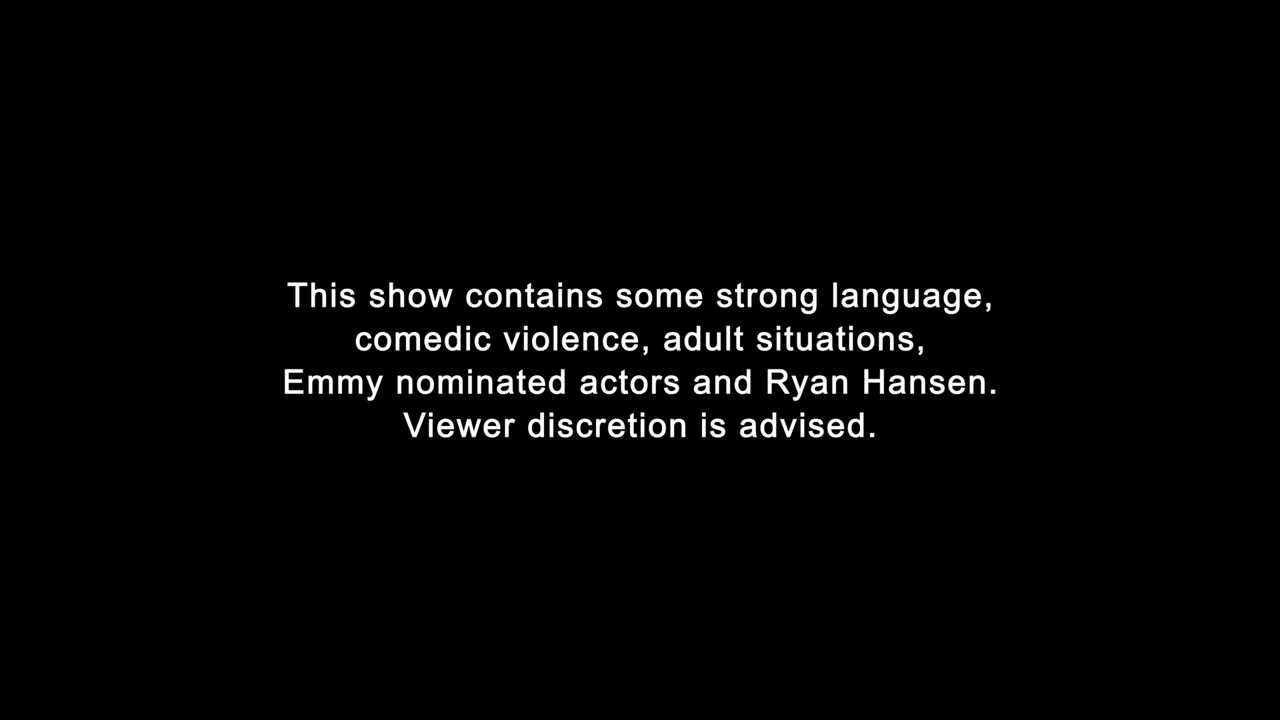 This show contains some strong language,
comedic violence, adult situations,
Emmy nominated actors and Ryan Hansen.
Viewer discretion is advised.